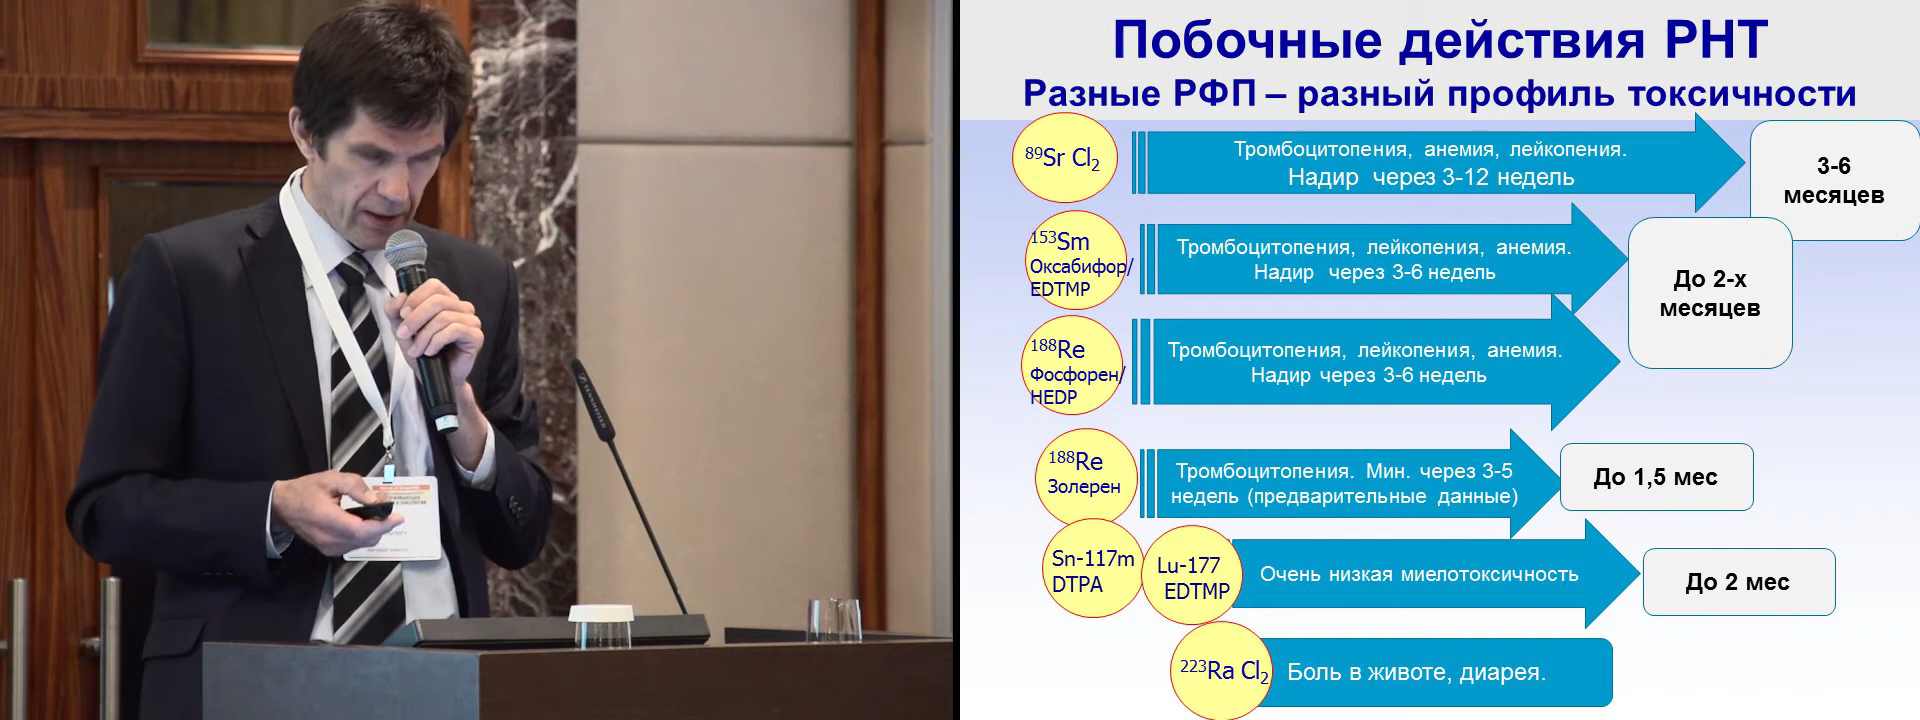 Побочные действия РНТ
Разные РФП – разный профиль токсичности
89Sr Cl2
Тромбоцитопения, анемия, лейкопения.
Надир через 3-12 недель
3-6
месяцев
153Sm
Оксабифор/
EDTMP
Тромбоцитопения, лейкопения, анемия.
Надир через 3-6 недель
До 2-х
месяцев
188Re
Фосфорен/
HEDP
Тромбоцитопения, лейкопения, анемия.
Надир через 3-6 недель
188Re
Золерен
Тромбоцитопения. Мин. через 3-5
недель (предварительные данные)
До 1,5 мес
Sn-117m
DTPA
Lu-177
EDTMP
Очень низкая миелотоксичность
До 2 мес
223Ra Cl2
Боль в животе, диарея.
SENNHEISER